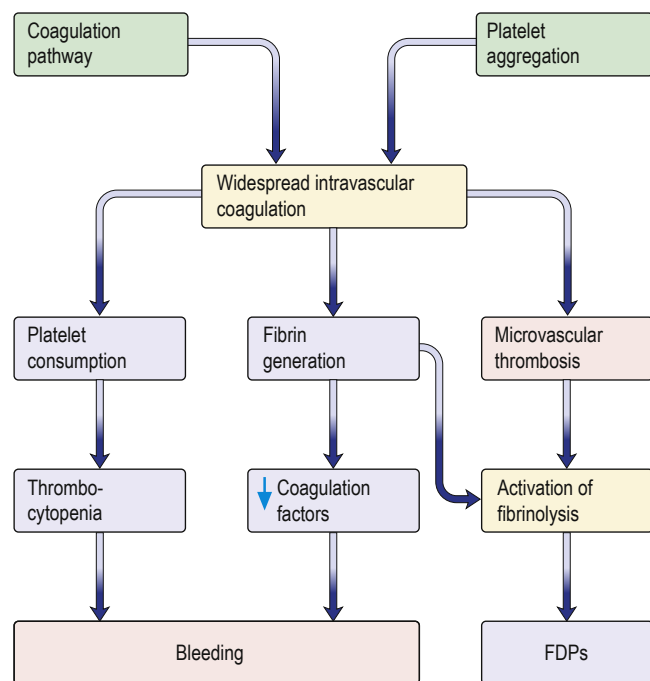 Coagulation
pathway
Platelet
aggregation
Widespread intravascular
coagulation
Platelet
consumption
Fibrin
generation
Microvascular
thrombosis
Thrombo-
cytopenia
Coagulation
factors
Activation of
fibrinolysis
Bleeding
FDPs